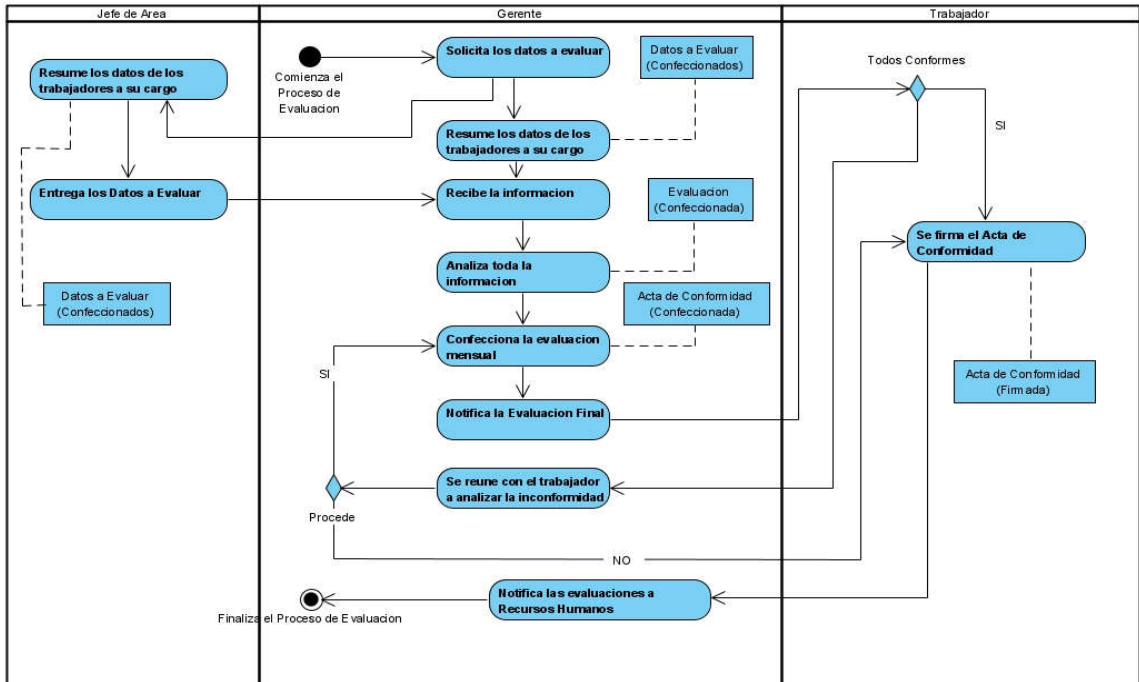 Jefe de Area
Gerente
Trabajador
Solicita los datos a evaluar
Datos a Evaluar
(Confeccionados)
Todos Conformes
Resume los datos de los
trabajadores a su cargo
Comienza el
Proceso de
Evaluacion
SI
Resume los datos de los
trabajadores a su cargo
Entrega los Datos a Evaluar
Recibe la informacion
Evaluacion
(Confeccionada)
Se firma el Acta de
Conformidad
Analiza toda la
informacion
Datos a Evaluar
(Confeccionados)
Acta de Conformidad
(Confeccionada)
Confecciona la evaluacion
mensual
SI
Acta de Conformidad
(Firmada)
Notifica la Evaluacion Final
Se reune con el trabajador
a analizar la inconformidad
Procede
NO
Notifica las evaluaciones a
Recursos Humanos
Finaliza el Proceso de Evaluacion